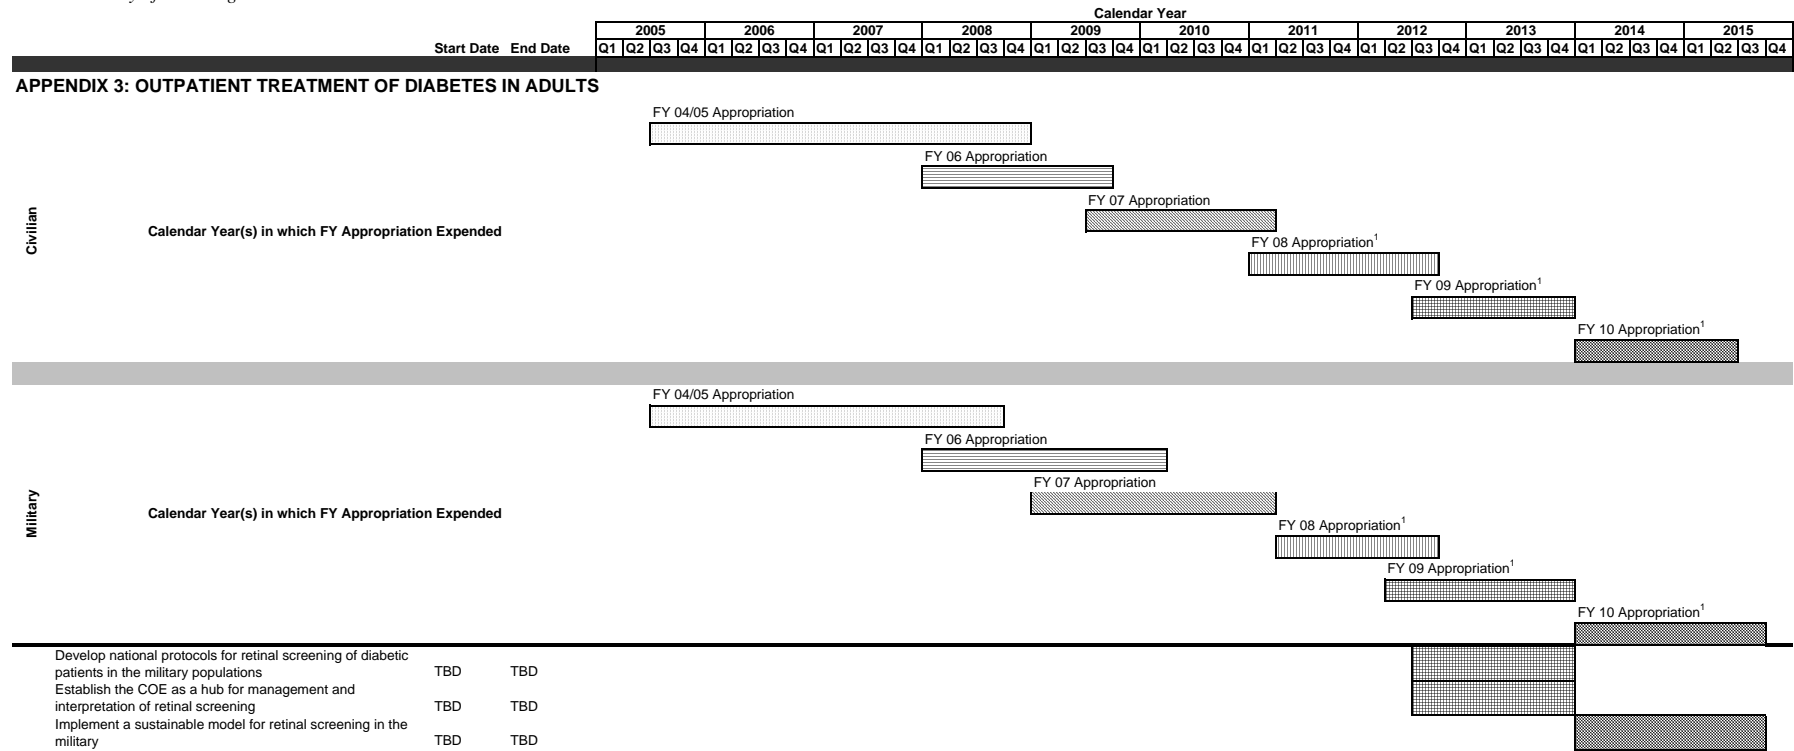 Calendar Year
2005 2006 2007 2008 2009 2010 2011 2012 2013 2014 2015
Start Date End Date Q1 Q2 Q3 Q4 Q1 Q2 Q3 Q4 Q1 Q2 Q3 Q4 Q1 Q2 Q3 Q4 Q1 Q2 Q3 Q4 Q1 Q2 Q3 Q4 Q1 Q2 Q3 Q4 Q1 Q2 Q3 Q4 Q1 Q2 Q3 Q4 Q1 Q2 Q3 Q4 Q1 Q2 Q3 Q4
APPENDIX 3: OUTPATIENT TREATMENT OF DIABETES IN ADULTS
FY 04/05 Appropriation
FY 06 Appropriation
FY 07 Appropriation
Civilian
Calendar Year(s) in which FY Appropriation Expended
FY 08 Appropriation¹
FY 09 Appropriation¹
FY 10 Appropriation¹
FY 04/05 Appropriation
FY 06 Appropriation
FY 07 Appropriation
Military
Calendar Year(s) in which FY Appropriation Expended
FY 08 Appropriation¹
FY 09 Appropriation¹
FY 10 Appropriation¹
Develop national protocols for retinal screening of diabetic
patients in the military populations TBD TBD
Establish the COE as a hub for management and
interpretation of retinal screening TBD TBD
Implement a sustainable model for retinal screening in the
military TBD TBD